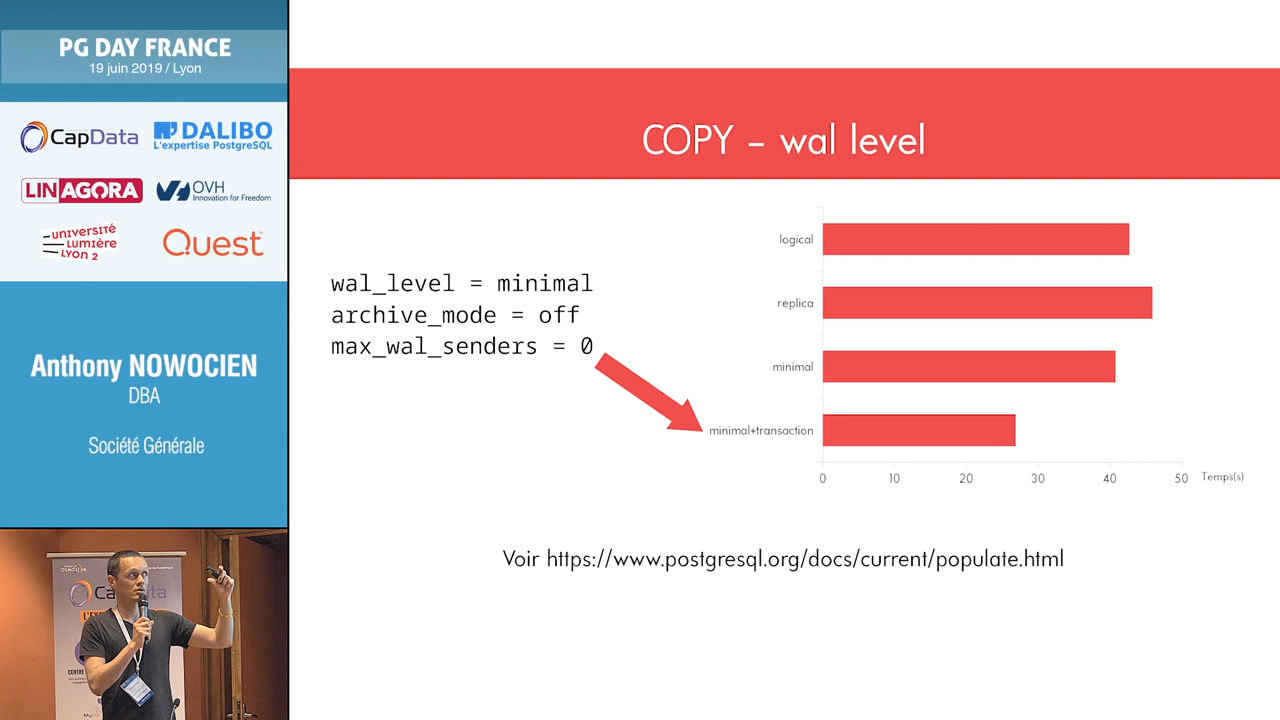 PG DAY FRANCE
19 juin 2019 / Lyon
CapData
DALIBO
L'expertise PostgreSQL
LINAGORA
OVH
Innovation for Freedom
UNIVERSITÉ
LUMIÈRE
LYON 2
Quest
Anthony NOWOCIEN
DBA
Société Générale
COPY – wal level
wal_level = minimal
archive_mode = off
max_wal_senders = 0
logical
replica
minimal
minimal+transaction
0 10 20 30 40 50 Temps(s)
Voir https://www.postgresql.org/docs/current/populate.html